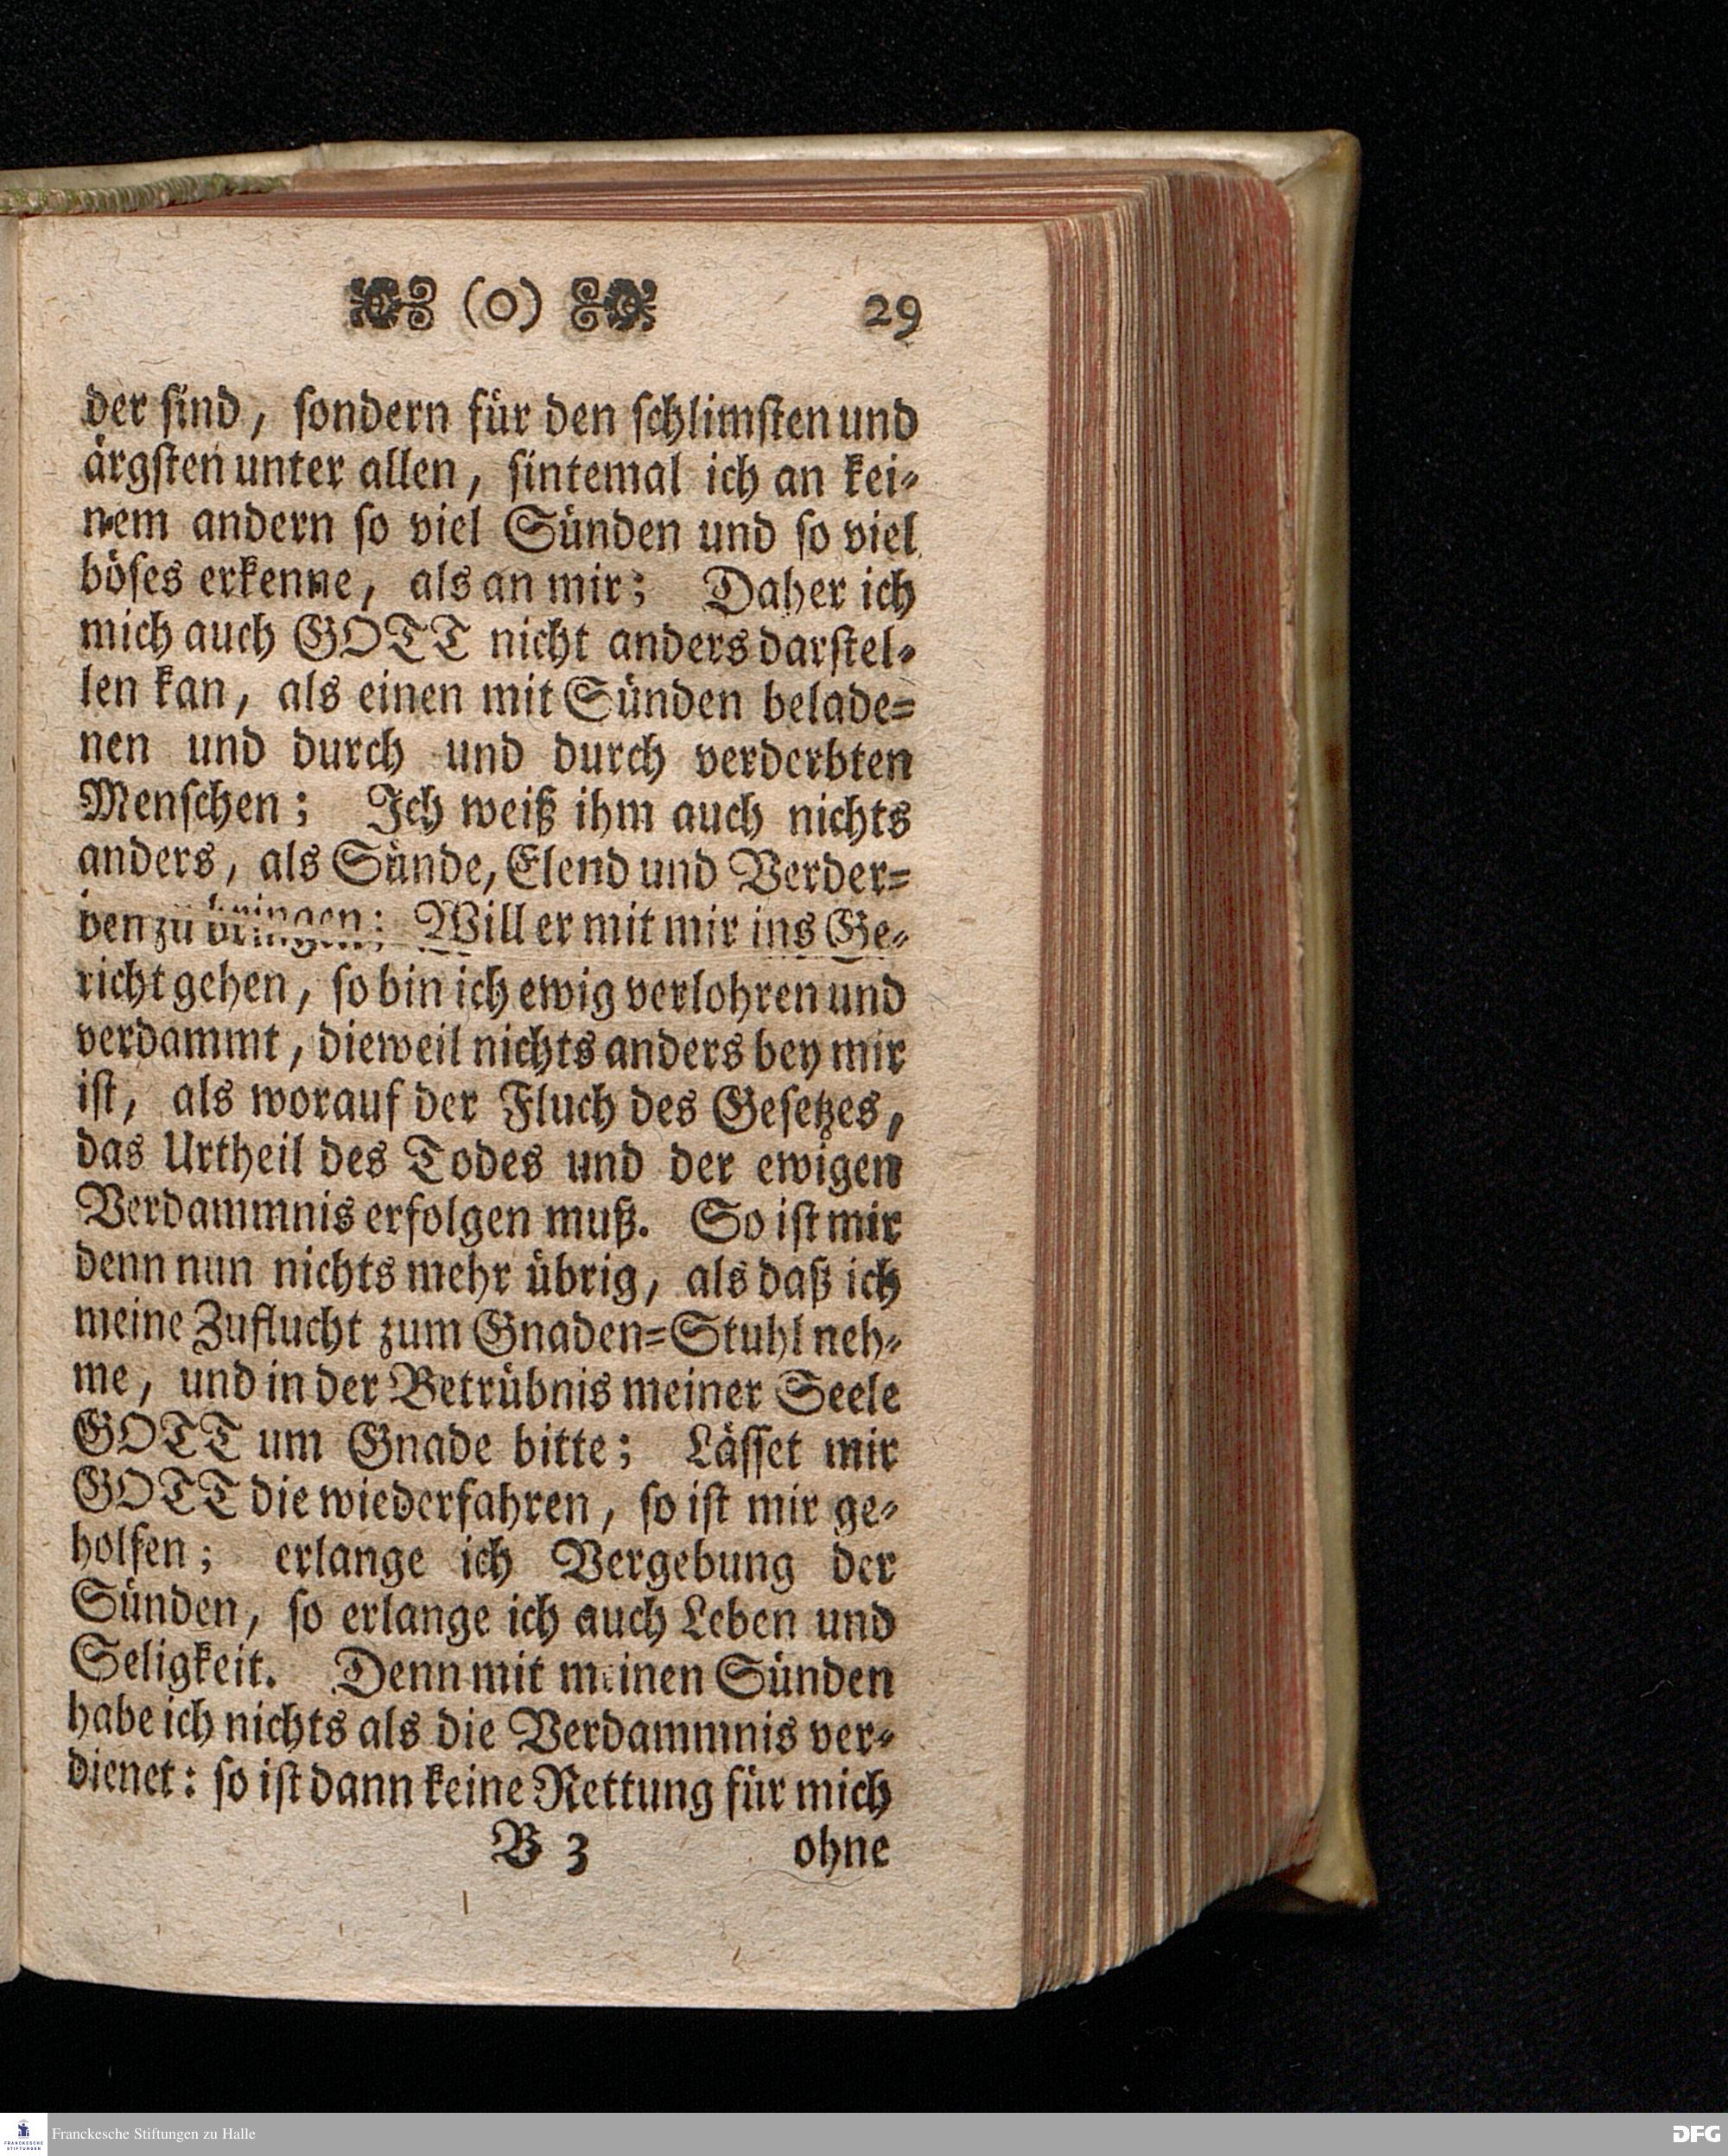 (O) 29
der ſind, ſondern für den ſchlimſten und
ärgſten unter allen, ſintemal ich an kei-
nem andern ſo viel Sünden und ſo viel
böſes erkenne, als an mir; Daher ich
mich auch GOTT nicht anders darſtel-
len kan, als einen mit Sünden belade-
nen und durch und durch verderbten
Menſchen; Ich weiß ihm auch nichts
anders, als Sünde, Elend und Verder-
ben zu bringen; Will er mit mir ins Ge-
richt gehen, ſo bin ich ewig verlohren und
verdammt, dieweil nichts anders bey mir
iſt, als worauf der Fluch des Geſetzes,
das Urtheil des Todes und der ewigen
Verdammnis erfolgen muß. So iſt mir
denn nun nichts mehr übrig, als daß ich
meine Zuflucht zum Gnaden-Stuhl neh-
me, und in der Betrübnis meiner Seele
GOTT um Gnade bitte; Läſſet mir
GOTT die wiederfahren, ſo iſt mir ge-
holfen; erlange ich Vergebung der
Sünden, ſo erlange ich auch Leben und
Seligkeit. Denn mit meinen Sünden
habe ich nichts als die Verdammnis ver-
dienet: ſo iſt dann keine Rettung für mich
B 3 ohne
FRANCKESCHE STIFTUNGEN
Franckesche Stiftungen zu Halle
DFG